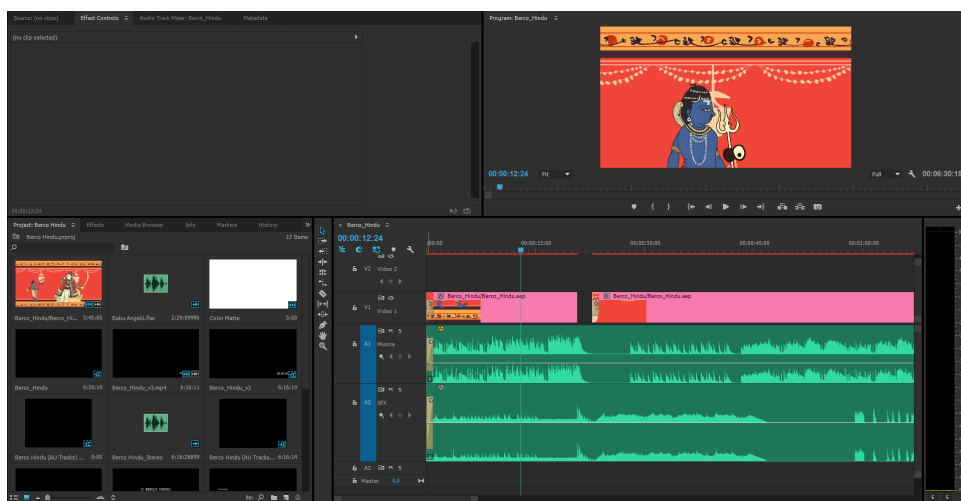 Source: (no clips)
Effect Controls
Audio Track Mixer: Berco_Hindu
Metadata
(no clip selected)
00:00:12:24
Program: Berco_Hindu
00:00:12:24
Fit
Full
00:06:30:19
Project: Berco Hindu
Effects
Media Browser
Info
Markers
History
Berco Hindu.prproj
17 Items
Berco_Hindu/Berco_Hi... 3:45:00
Babu Angeló.flac 2:29:09996
Color Matte 5:00
Berco_Hindu 6:30:19
Berco_Hindu_v3.mp4 6:16:11
Berco_Hindu_v3 6:16:19
Berco Hindu (AU Tracks) ... 0:00
Berco Hindu_Stereo 6:16:26899
Berco Hindu (AU Tracks... 6:16:14
Berco_Hindu
00:00:12:24
:00:00
00:00:15:00
00:00:30:00
00:00:45:00
00:01:00:00
V2 Video 2
V1
Video 1
Berco_Hindu/Berco_Hindu.aep
Berco_Hindu/Berco_Hindu.aep
M S
A1 Musica
M S
A2 SFX
A3 M S
Master 0,0
S S